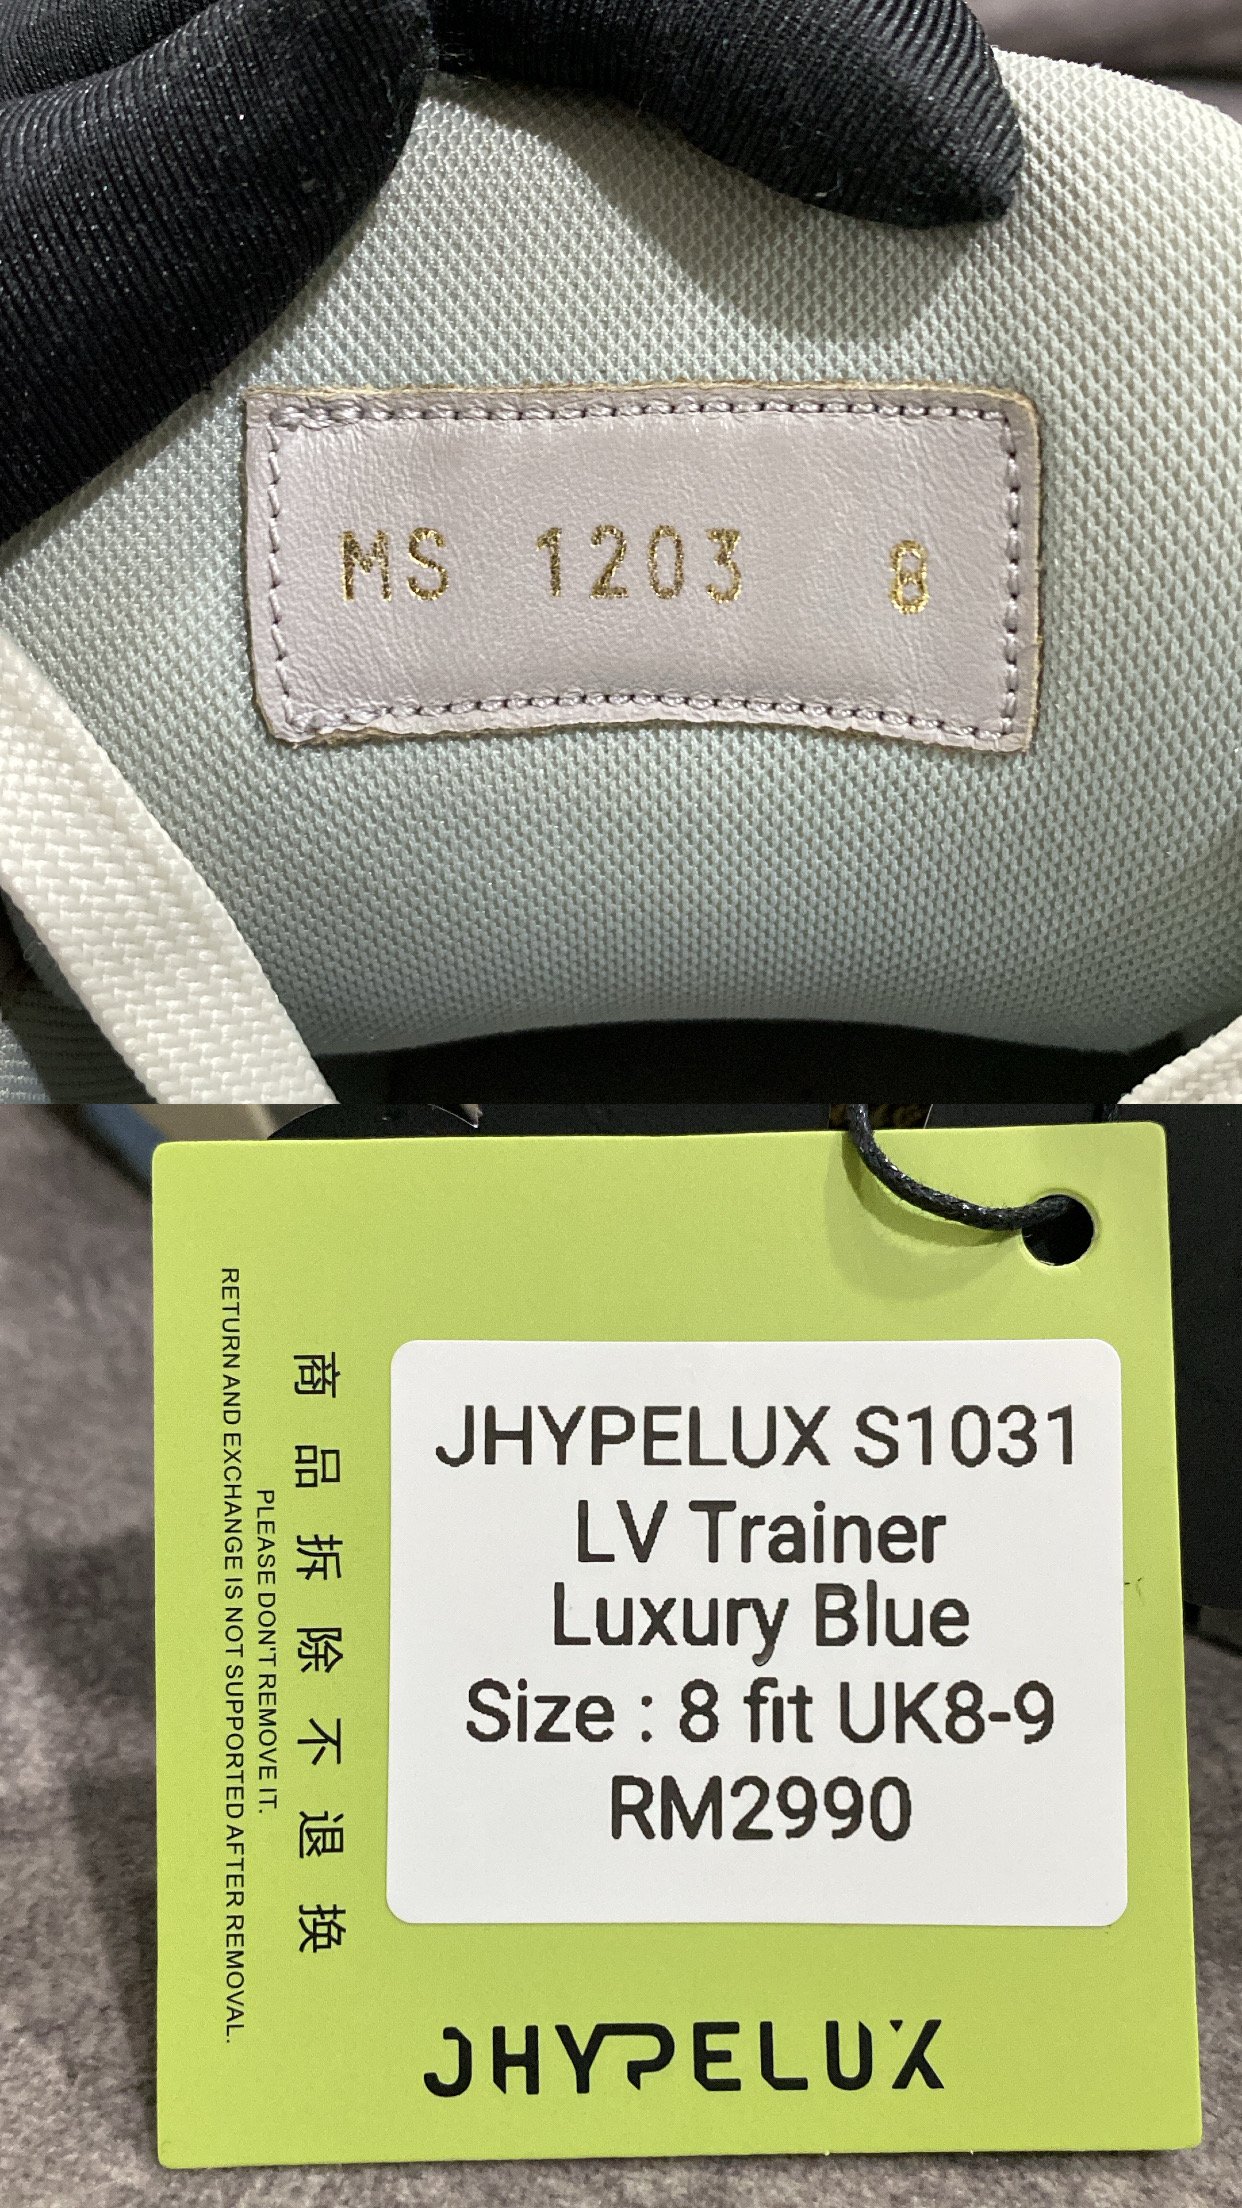 MS 1203 8
JHYPELUX S1031
LV Trainer
Luxury Blue
Size : 8 fit UK8-9
RM2990
商品拆除不退换
PLEASE DON'T REMOVE IT.
RETURN AND EXCHANGE IS NOT SUPPORTED AFTER REMOVAL.
JHYPELUX